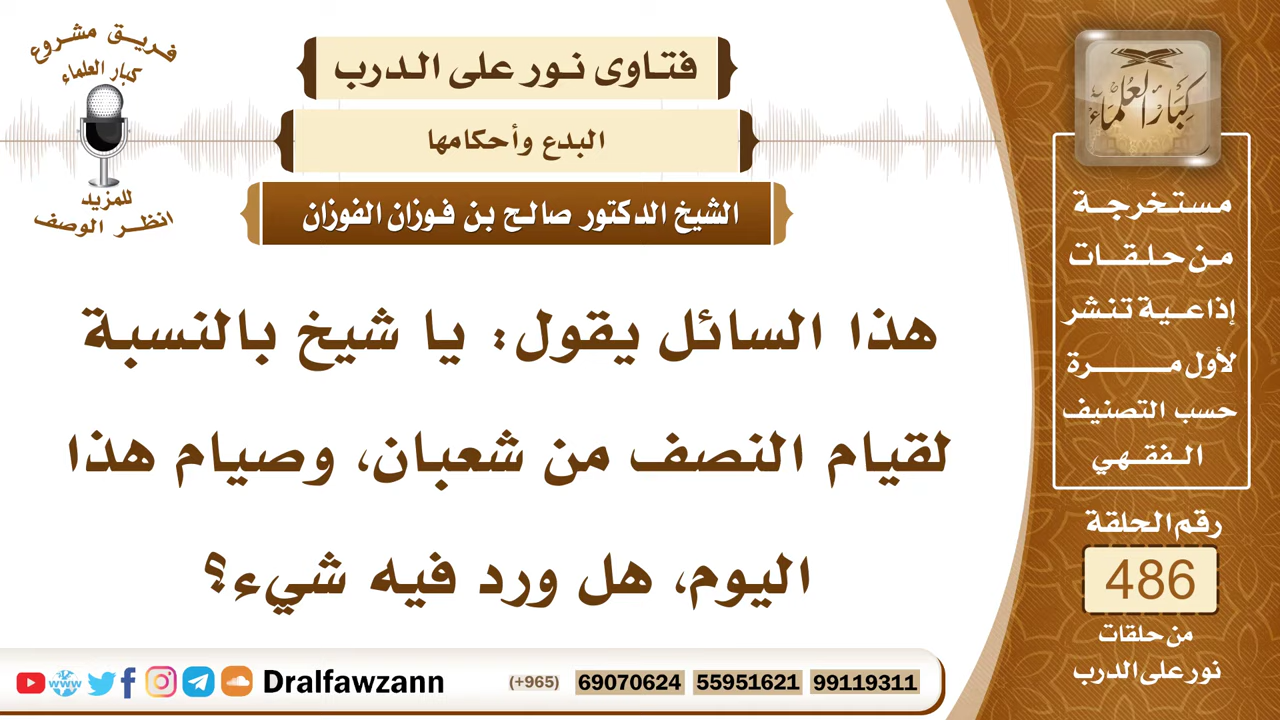 فريق مشروع
كبار العلماء
للمزيد
انظر الوصف
فتاوى نور على الدرب
البدع وأحكامها
الشيخ الدكتور صالح بن فوزان الفوزان
هذا السائل يقول: يا شيخ بالنسبة
لقيام النصف من شعبان، وصيام هذا
اليوم، هل ورد فيه شيء؟
كبار العلماء
مستخرجة
من حلقات
إذاعية تنشر
لأول مرة
حسب التصنيف
الفقهي
رقم الحلقة
486
من حلقات
نور على الدرب
www
Dralfawzann (+965) 69070624 55951621 99119311